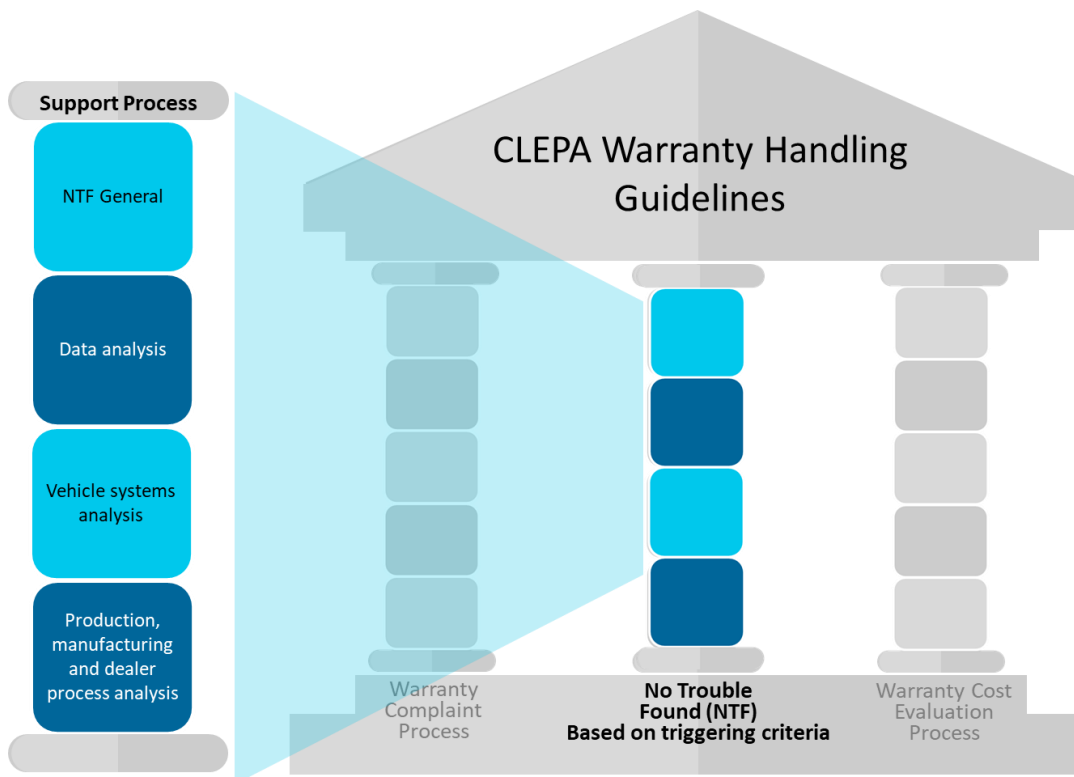 Support Process
NTF General
Data analysis
Vehicle systems
analysis
Production,
manufacturing
and dealer
process analysis
CLEPA Warranty Handling
Guidelines
Warranty
Complaint
Process
No Trouble
Found (NTF)
Based on triggering criteria
Warranty Cost
Evaluation
Process